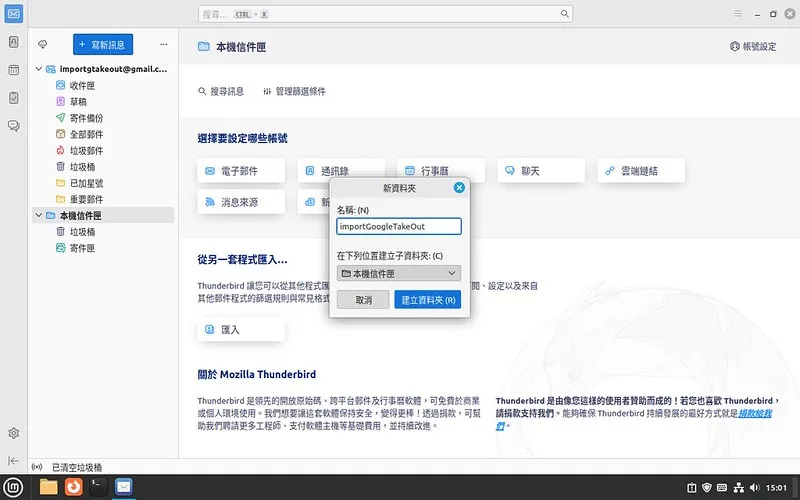 搜尋… CTRL + K
+ 寫新訊息
本機信件匣
帳號設定
importgtakeout@gmail.c…
收件匣
草稿
寄件備份
全部郵件
垃圾郵件
垃圾桶
已加星號
重要郵件
本機信件匣
垃圾桶
寄件匣
搜尋訊息
管理篩選條件
選擇要設定哪些帳號
電子郵件
通訊錄
行事曆
聊天
雲端鏈結
消息來源
新
新資料夾
名稱: (N)
importGoogleTakeOut
在下列位置建立子資料夾: (C)
本機信件匣
取消
建立資料夾 (R)
從另一套程式匯入…
Thunderbird 讓您可以從其他程式匯
、設定以及來自
其他郵件程式的篩選規則與常見格式
匯入
關於 Mozilla Thunderbird
Thunderbird 是領先的開放原始碼、跨平台郵件及行事曆軟體，可免費於商業
或個人環境使用。我們想要讓這套軟體保持安全，變得更棒！透過捐款，可幫
助我們聘請更多工程師、支付軟體主機等基礎費用，並持續改進。
Thunderbird 是由像您這樣的使用者贊助而成的！若您也喜歡 Thunderbird，
請捐款支持我們。能夠確保 Thunderbird 持續發展的最好方式就是捐款給我
們。
已清空垃圾桶
15:01